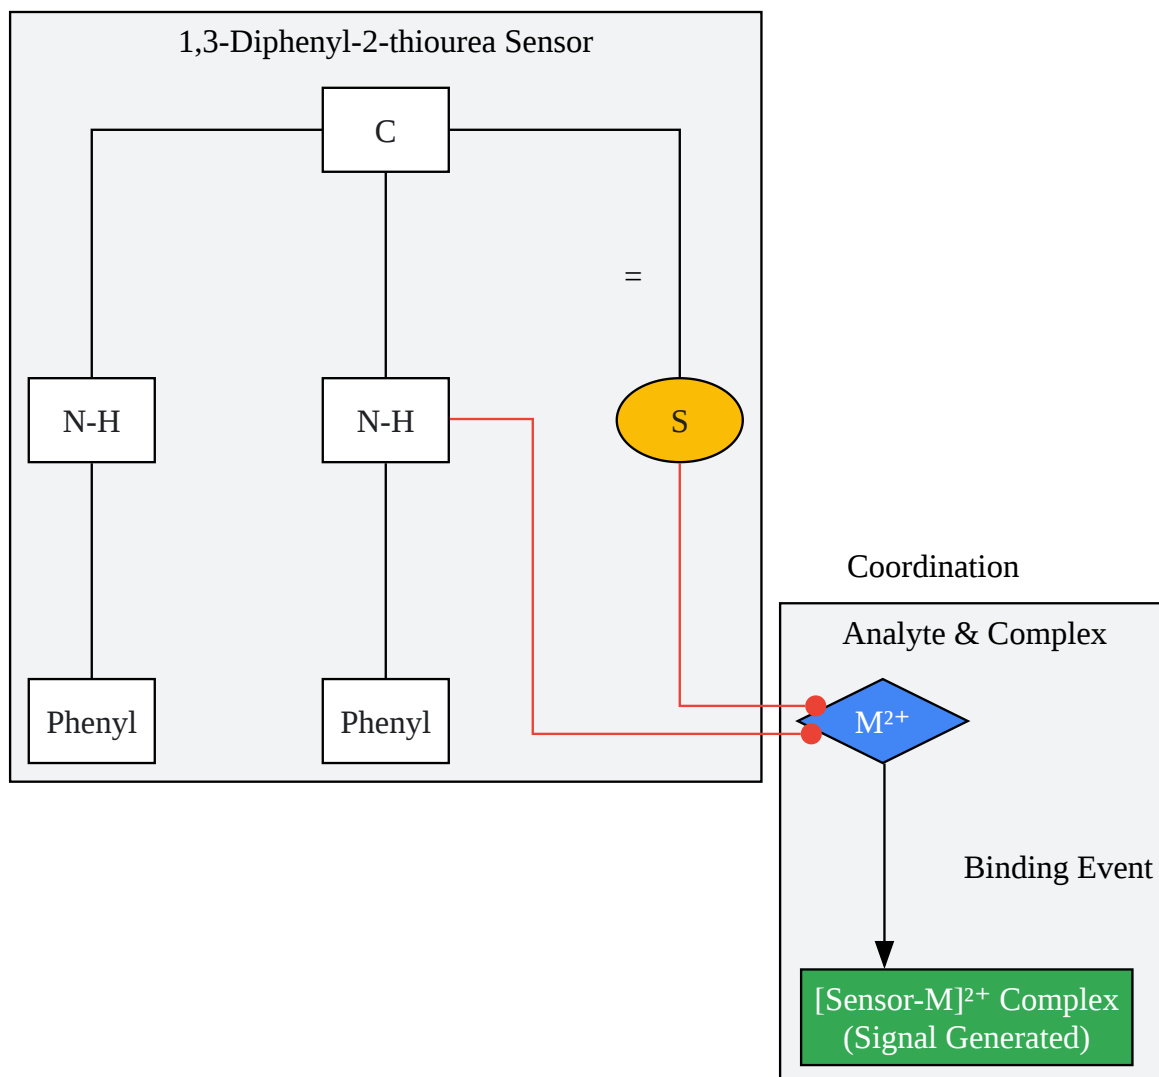 1,3-Diphenyl-2-thiourea Sensor
C
=
N-H
N-H
S
Phenyl
Phenyl
Coordination
Analyte & Complex
M²⁺
Binding Event
[Sensor-M]²⁺ Complex
(Signal Generated)